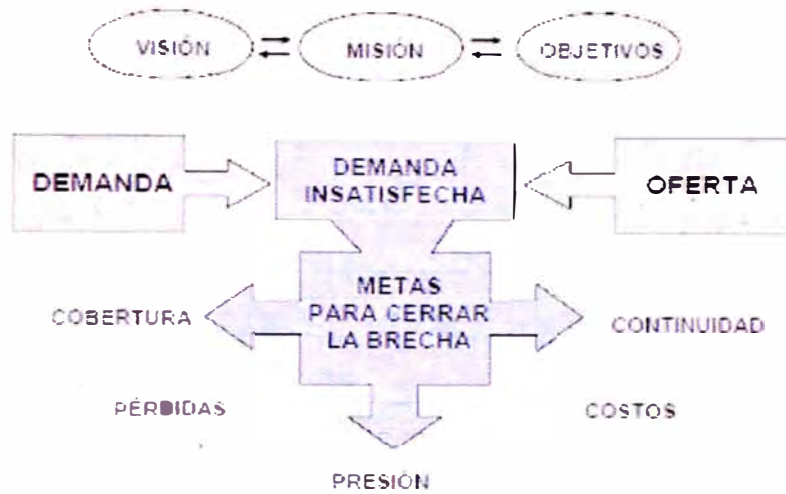 VISIÓN MISIÓN OBJETIVOS
DEMANDA
DEMANDA
INSATISFECHA
OFERTA
METAS
PARA CERRAR
LA BRECHA
COBERTURA
CONTINUIDAD
PÉRDIDAS
COSTOS
PRESIÓN